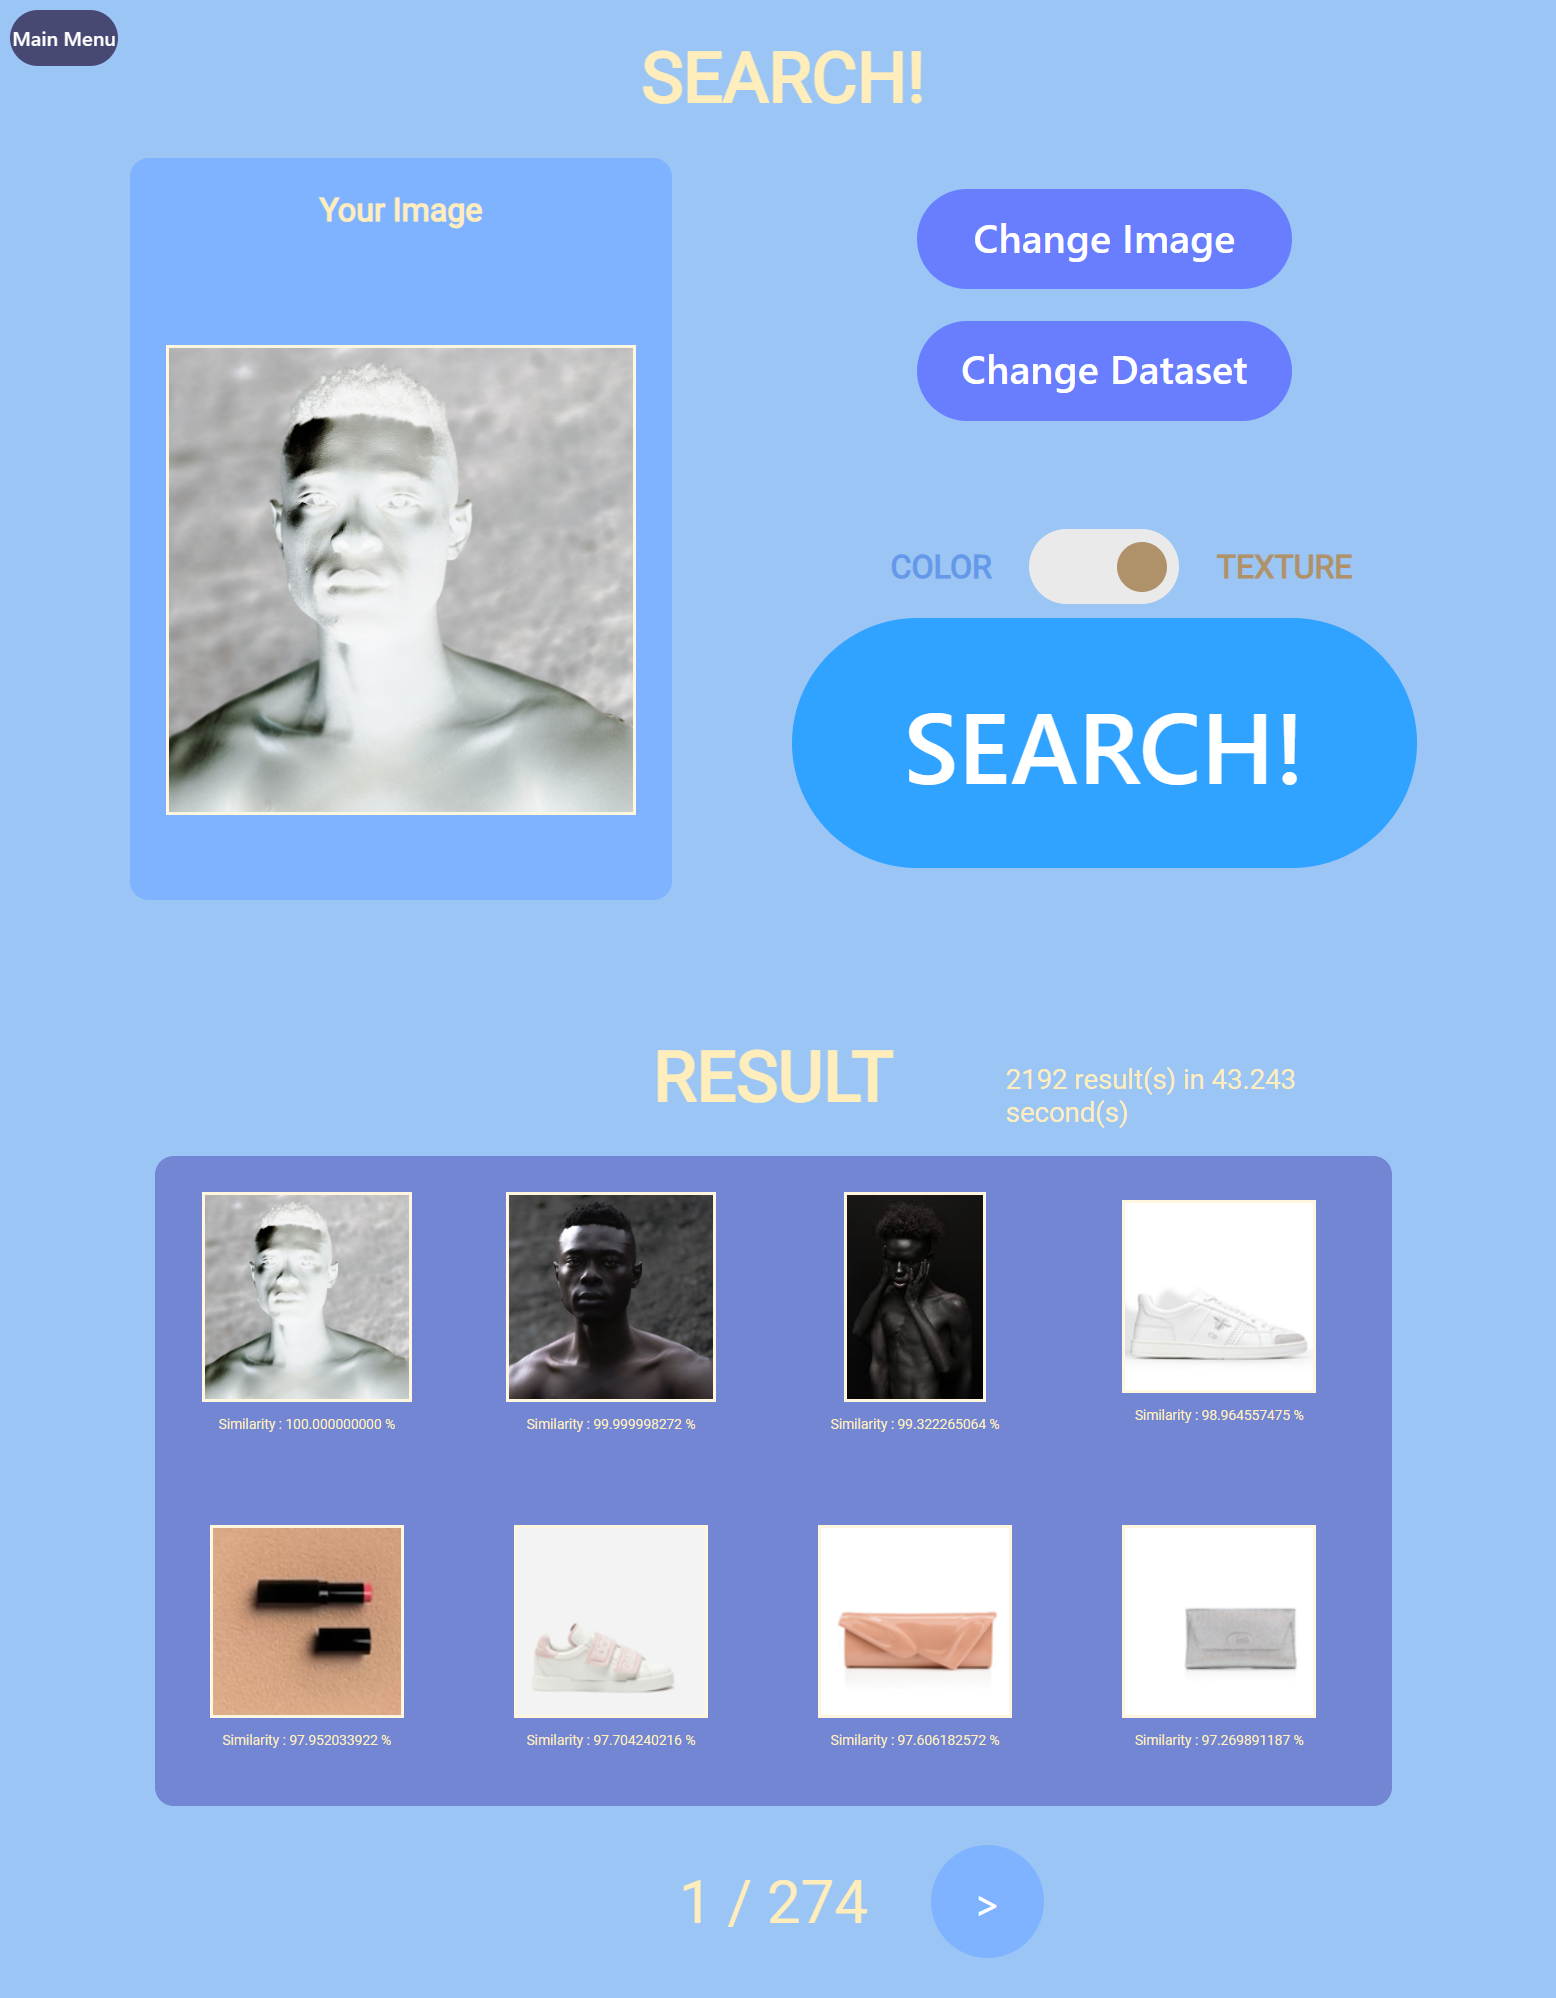 Main Menu
SEARCH!
Your Image
Change Image
Change Dataset
COLOR
TEXTURE
SEARCH!
RESULT
2192 result(s) in 43.243
second(s)
Similarity : 100.000000000 %
Similarity : 99.999998272 %
Similarity : 99.322265064 %
Similarity : 98.964557475 %
Similarity : 97.952033922 %
Similarity : 97.704240216 %
Similarity : 97.606182572 %
Similarity : 97.269891187 %
1 / 274
>